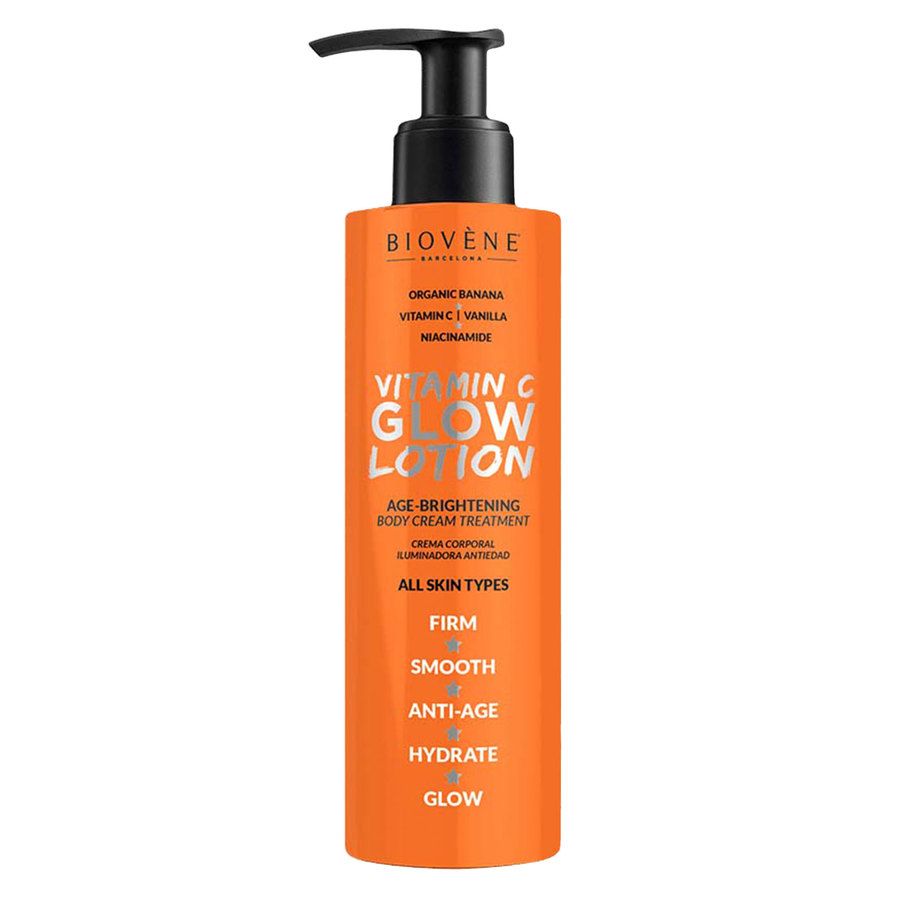 BIOVÈNE
BARCELONA
ORGANIC BANANA
VITAMIN C | VANILLA
NIACINAMIDE
VITAMIN C
GLOW
LOTION
AGE-BRIGHTENING
BODY CREAM TREATMENT
CREMA CORPORAL
ILUMINADORA ANTIEDAD
ALL SKIN TYPES
FIRM
SMOOTH
ANTI-AGE
HYDRATE
GLOW